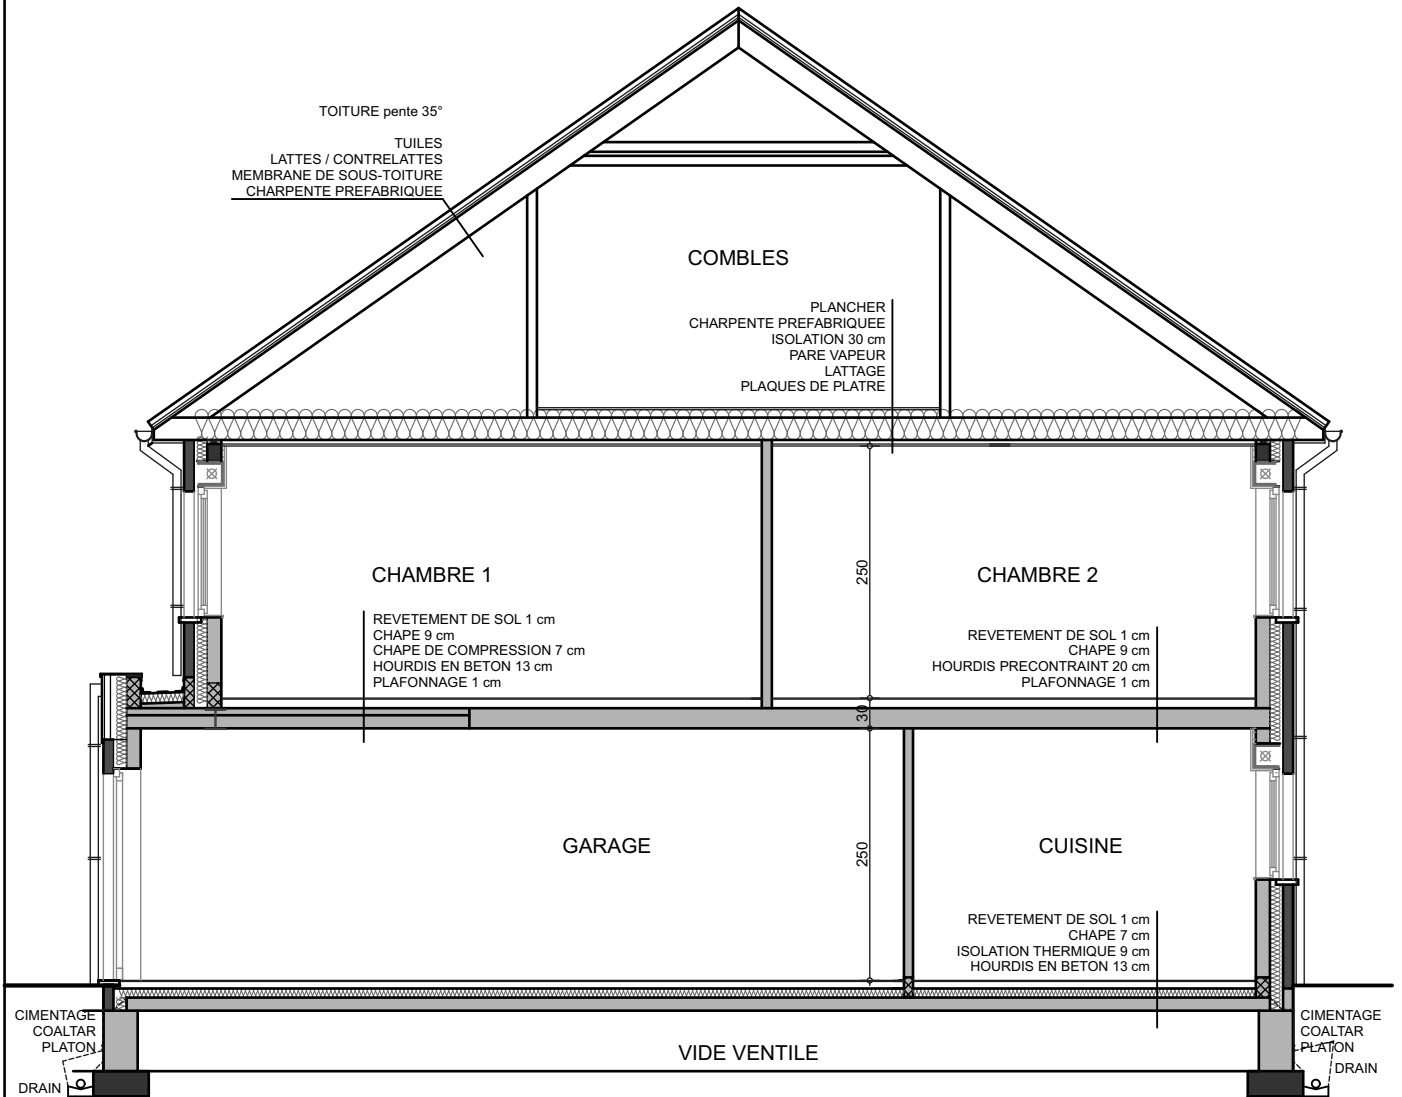 TOITURE pente 35°
TUILES
LATTES / CONTRELATTES
MEMBRANE DE SOUS-TOITURE
CHARPENTE PREFABRIQUEE
COMBLES
PLANCHER
CHARPENTE PREFABRIQUEE
ISOLATION 30 cm
PARE VAPEUR
LATTAGE
PLAQUES DE PLATRE
CHAMBRE 1
250
CHAMBRE 2
REVETEMENT DE SOL 1 cm
CHAPE 9 cm
CHAPE DE COMPRESSION 7 cm
HOURDIS EN BETON 13 cm
PLAFONNAGE 1 cm
REVETEMENT DE SOL 1 cm
CHAPE 9 cm
HOURDIS PRECONTRAINT 20 cm
PLAFONNAGE 1 cm
30
GARAGE
250
CUISINE
REVETEMENT DE SOL 1 cm
CHAPE 7 cm
ISOLATION THERMIQUE 9 cm
HOURDIS EN BETON 13 cm
CIMENTAGE
COALTAR
PLATON
DRAIN
VIDE VENTILE
CIMENTAGE
COALTAR
PLATON
DRAIN